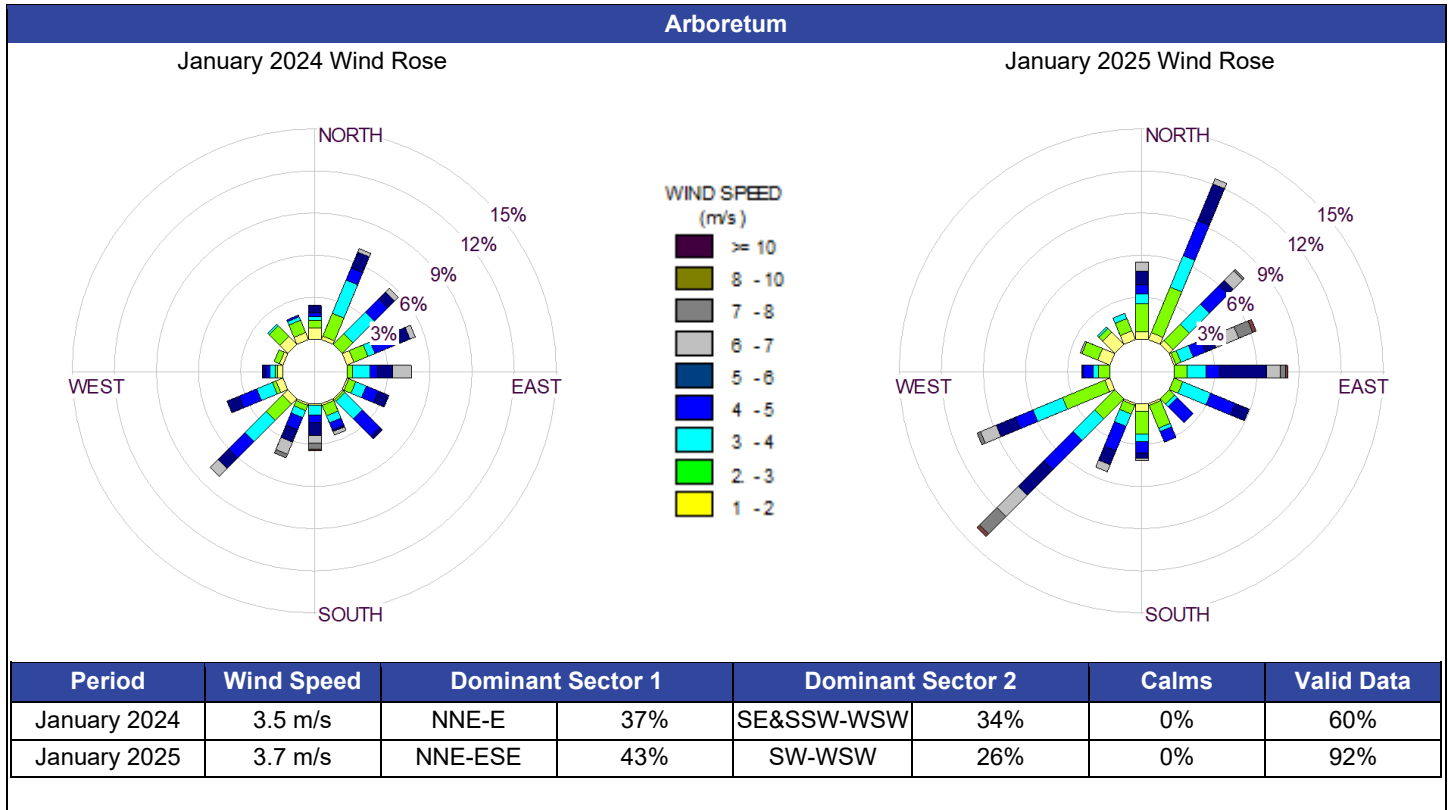 Arboretum
January 2024 Wind Rose
NORTH
15%
12%
9%
6%
3%
WEST
EAST
SOUTH
WIND SPEED
(m/s)
>= 10
8 - 10
7 - 8
6 - 7
5 - 6
4 - 5
3 - 4
2 - 3
1 - 2
January 2025 Wind Rose
NORTH
15%
12%
9%
6%
3%
WEST
EAST
SOUTH
Period Wind Speed Dominant Sector 1 Dominant Sector 2 Calms Valid Data
January 2024 3.5 m/s NNE-E 37% SE&SSW-WSW 34% 0% 60%
January 2025 3.7 m/s NNE-ESE 43% SW-WSW 26% 0% 92%